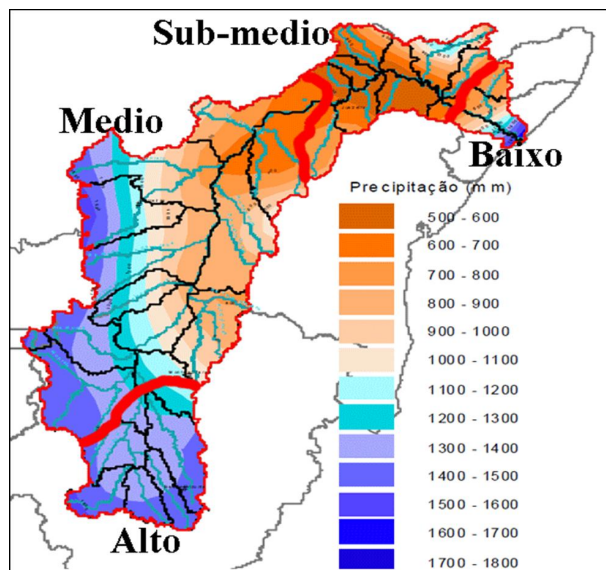 Sub-medio
Medio
Baixo
Precipitação (mm)
500 - 600
600 - 700
700 - 800
800 - 900
900 - 1000
1000 - 1100
1100 - 1200
1200 - 1300
1300 - 1400
1400 - 1500
1500 - 1600
1600 - 1700
1700 - 1800
Alto